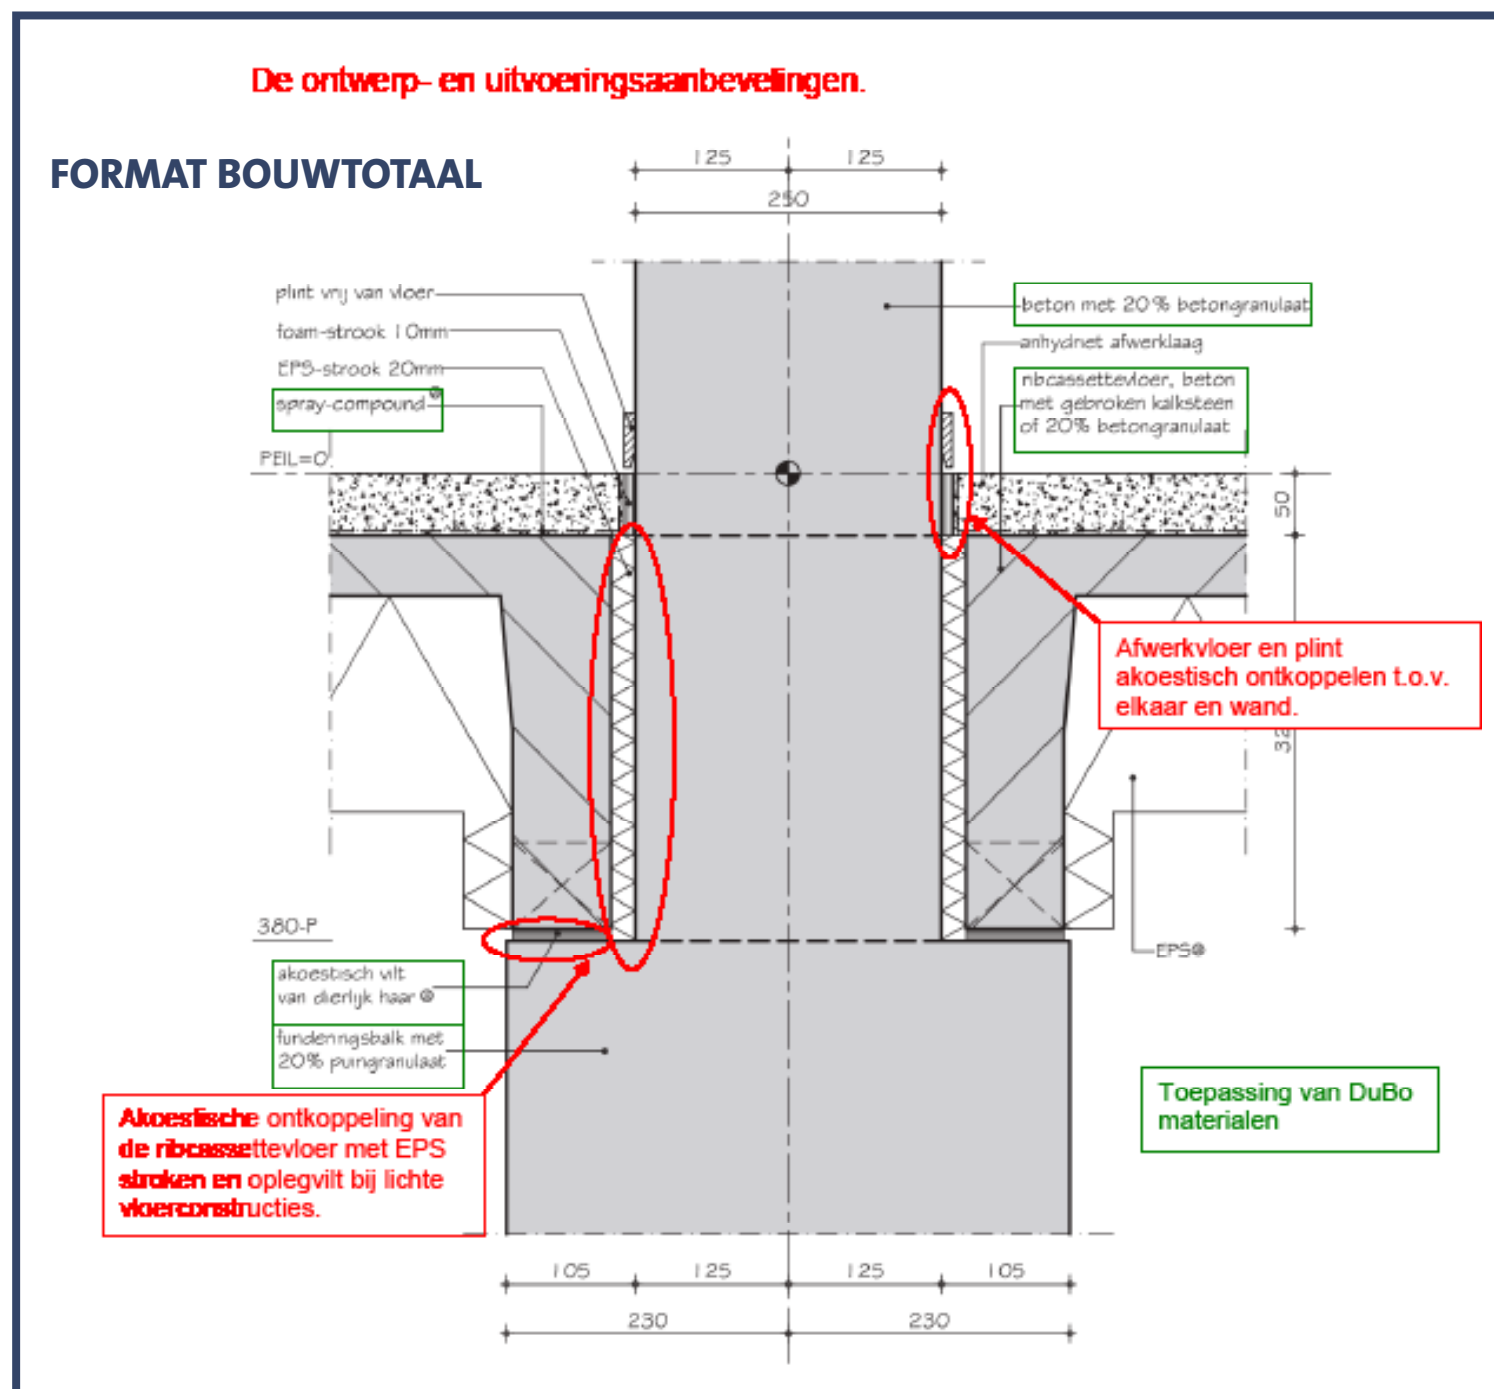 De ontwerp- en uitvoeringsaanbevelingen.
FORMAT BOUWTOTAAL
125
125
250
plint vrij van vloer
foam-strook 10mm
EPS-strook 20mm
spray-compound
PEIL=0
beton met 20% betongranulaat
anhydriet afwerklaag
ribcassettevloer, beton
met gebroken kalksteen
of 20% betongranulaat
50
Afwerkvloer en plint
akoestisch ontkoppelen t.o.v.
elkaar en wand.
380-P
EPS
akoestisch vilt
van dierlijk haar
funderingsbalk met
20% puingranulaat
Akoestische ontkoppeling van
de ribcassettevloer met EPS
stroken en oplegvilt bij lichte
vloerconstructies.
Toepassing van DuBo
materialen
105
125
125
105
230
230